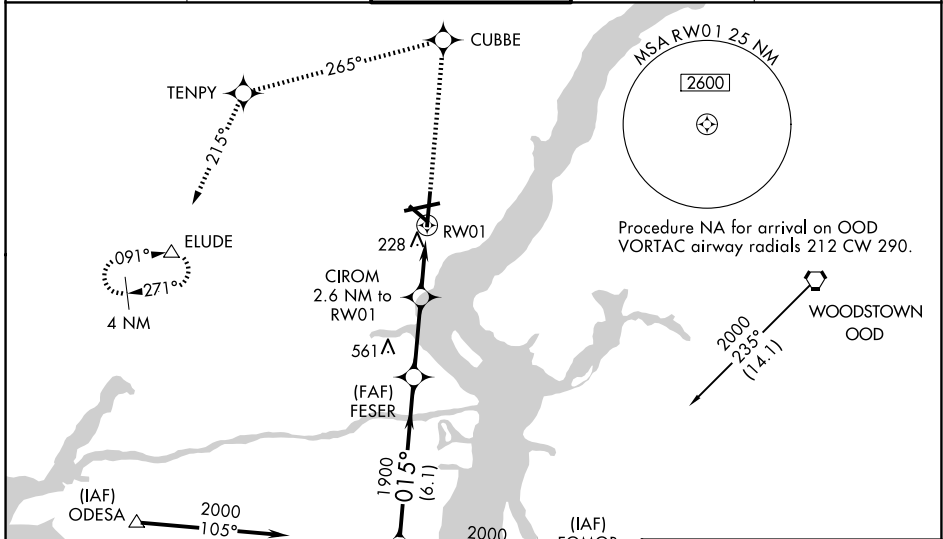 CUBBE
265°
TENPY
215°
MSA RW01 25 NM
2600
Procedure NA for arrival on OOD
VORTAC airway radials 212 CW 290.
ELUDE
091°
271°
4 NM
RW01
228
CIROM
2.6 NM to
RW01
561
(FAF)
FESER
WOODSTOWN
OOD
2000
235°
(14.1)
1900
015°
(6.1)
(IAF)
ODESA
2000
105°
2000
(IAF)